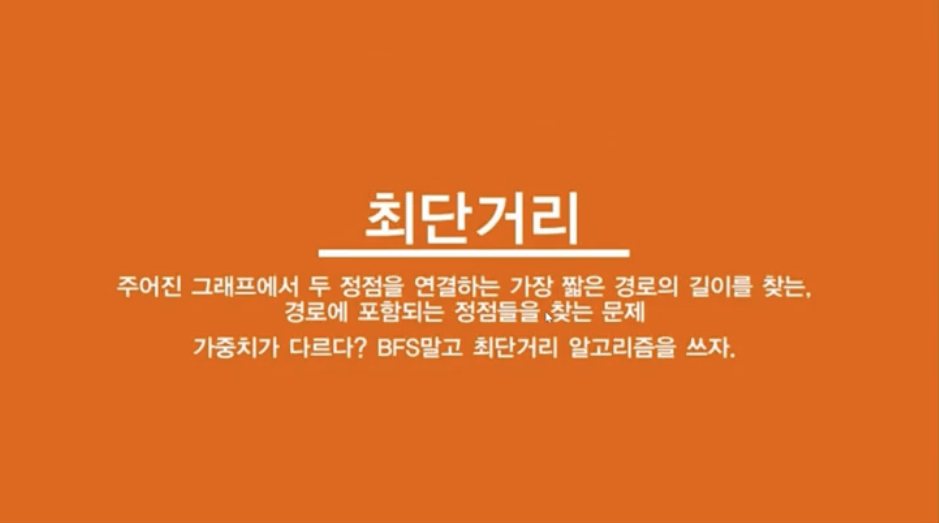 최단거리
주어진 그래프에서 두 정점을 연결하는 가장 짧은 경로의 길이를 찾는,
경로에 포함되는 정점들을 찾는 문제
가중치가 다르다? BFS말고 최단거리 알고리즘을 쓰자.